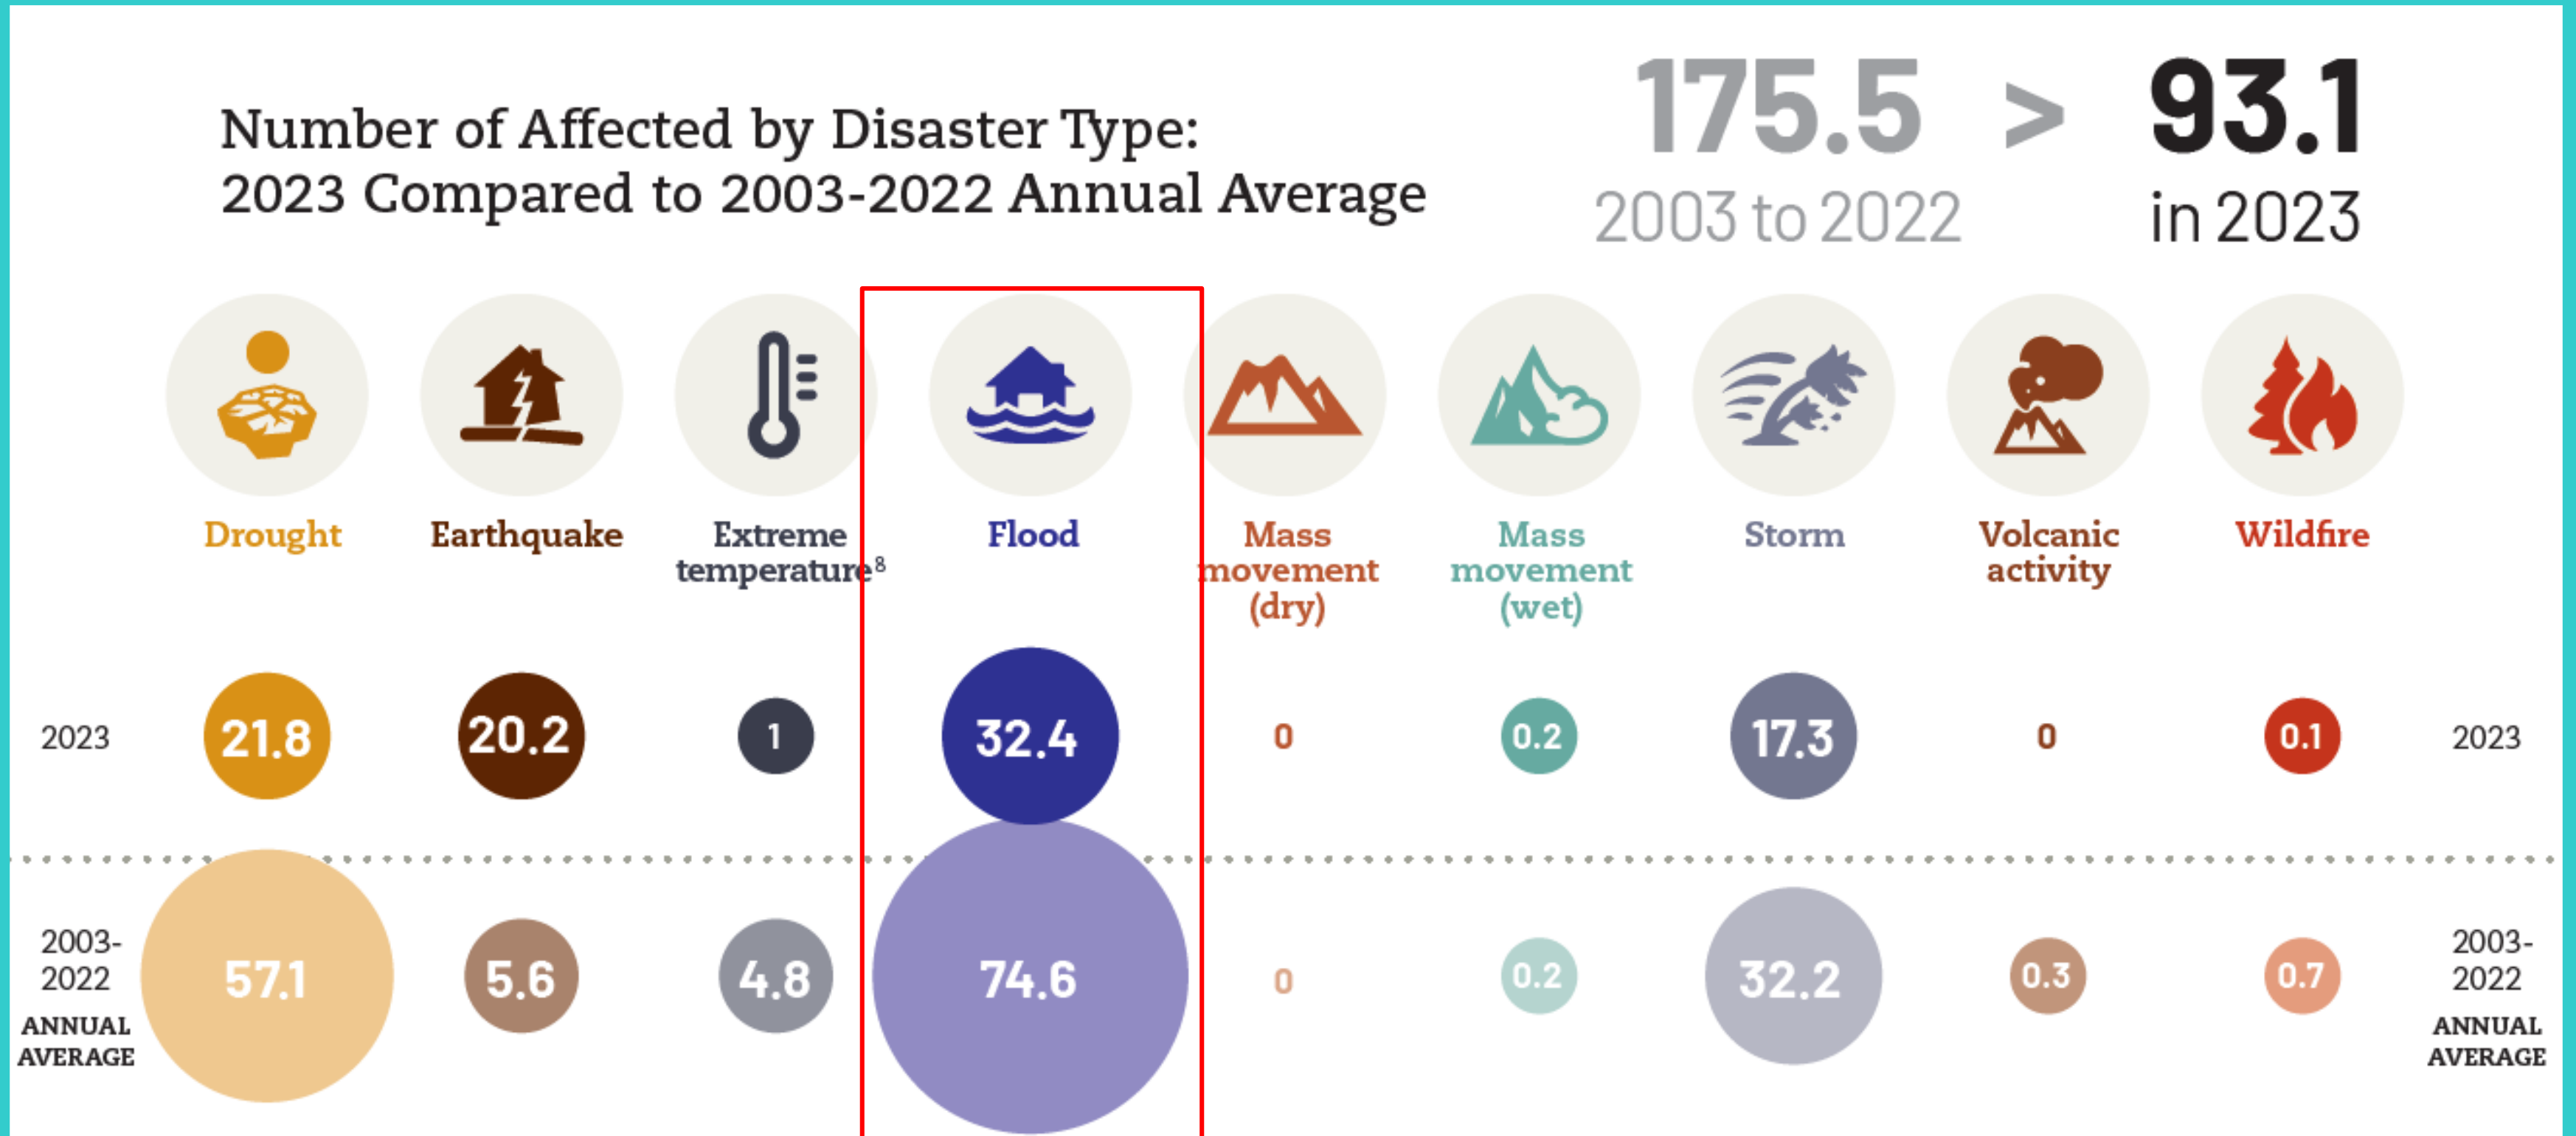 Number of Affected by Disaster Type:
2023 Compared to 2003-2022 Annual Average
175.5 > 93.1
2003 to 2022 in 2023
Drought
Earthquake
Extreme
temperature⁸
Flood
Mass
movement
(dry)
Mass
movement
(wet)
Storm
Volcanic
activity
Wildfire
2023 21.8 20.2 1 32.4 0 0.2 17.3 0 0.1 2023
2003-
2022
ANNUAL
AVERAGE
57.1 5.6 4.8 74.6 0 0.2 32.2 0.3 0.7
2003-
2022
ANNUAL
AVERAGE